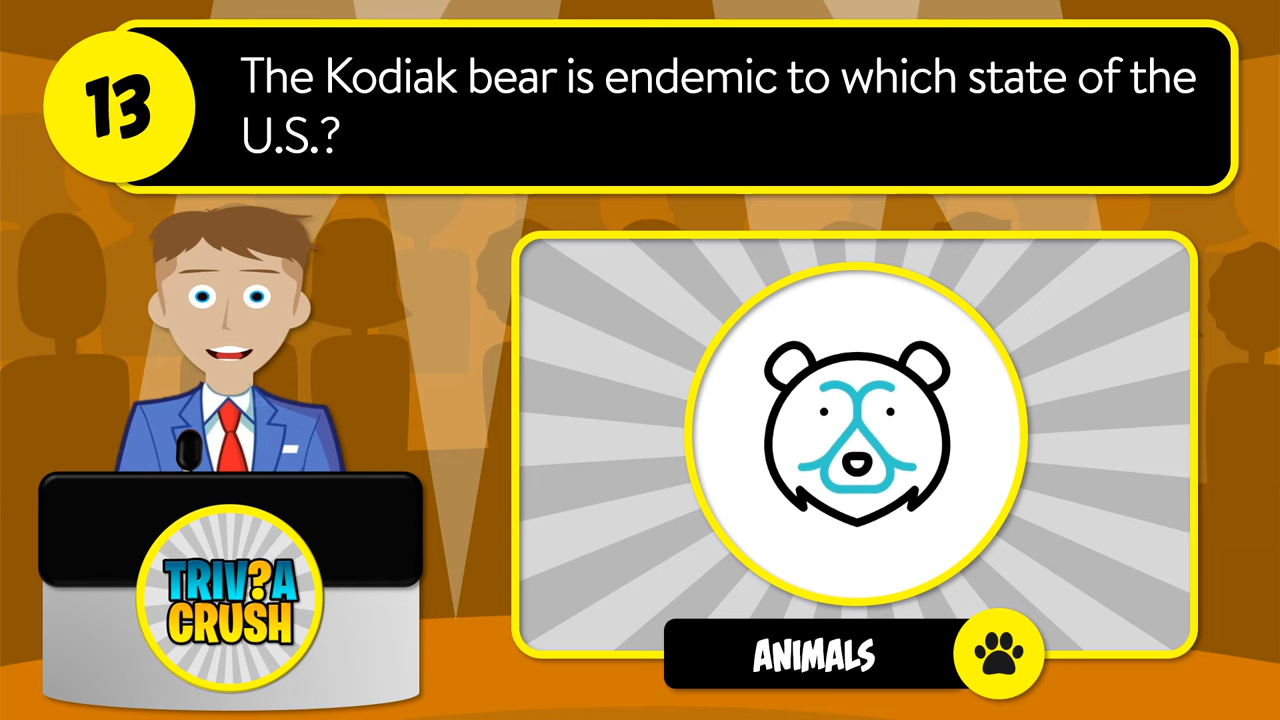 13
The Kodiak bear is endemic to which state of the
U.S.?
TRIV?A
CRUSH
ANIMALS